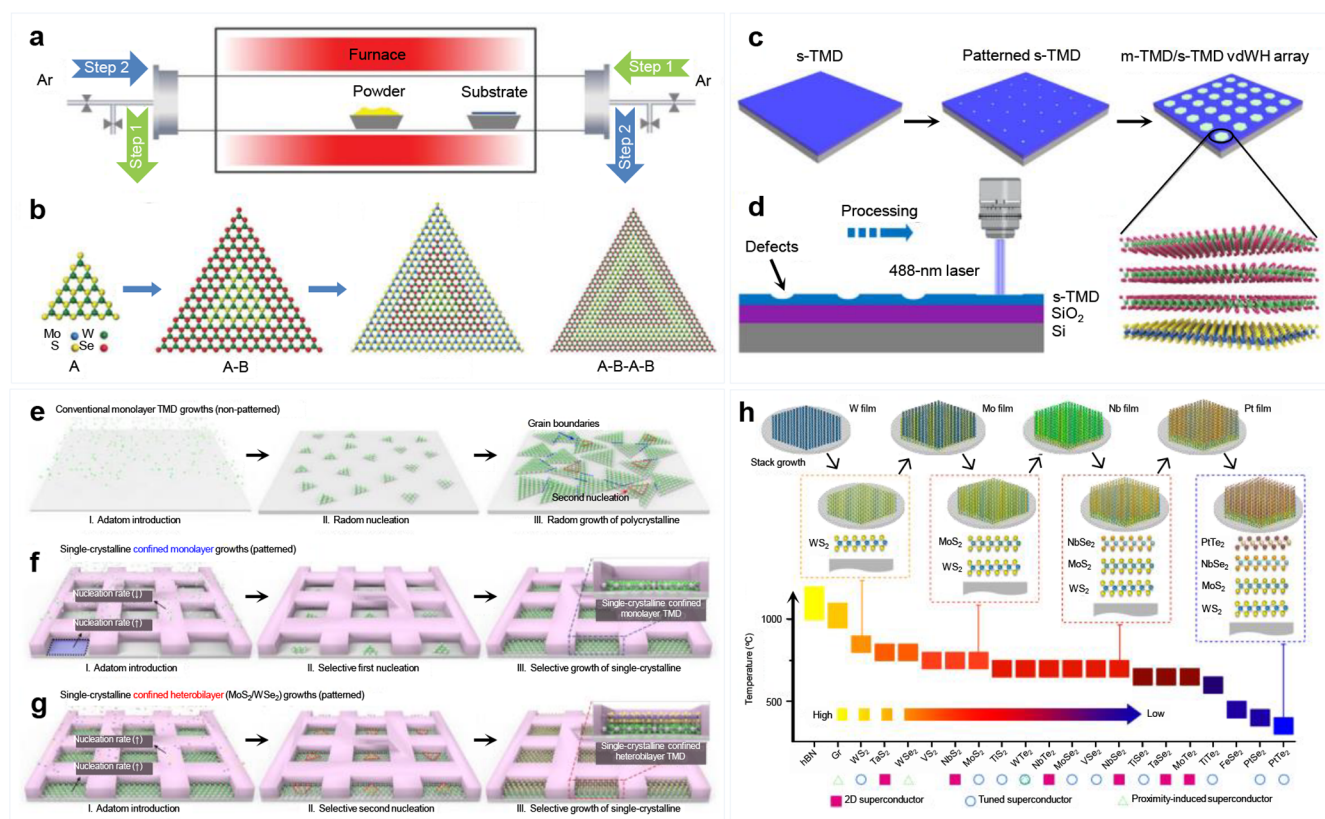 a
Ar
Step 2
Furnace
Step 1
Ar
Powder
Substrate
Step 1
Step 2
b
Mo
W
S
Se
A
A-B
A-B-A-B
c
s-TMD
Patterned s-TMD
m-TMD/s-TMD vdWH array
d
Processing
Defects
488-nm laser
s-TMD
SiO2
Si
e
Conventional monolayer TMD growths (non-patterned)
Grain boundaries
Second nucleation
I. Adatom introduction
II. Radom nucleation
III. Radom growth of polycrystalline
f
Single-crystalline confined monolayer growths (patterned)
Nucleation rate (↓)
Nucleation rate (↑)
Single-crystalline
confined
monolayer TMD
I. Adatom introduction
II. Selective first nucleation
III. Selective growth of single-crystalline
g
Single-crystalline confined heterobilayer (MoS2/WSe2) growths (patterned)
Nucleation rate (↑)
Nucleation rate (↑)
Single-crystalline confined
heterobilayer TMD
I. Adatom introduction
II. Selective second nucleation
III. Selective growth of single-crystalline
h
W film
Mo film
Nb film
Pt film
Stack growth
WS2
MoS2
WS2
NbSe2
MoS2
WS2
PtTe2
NbSe2
MoS2
WS2
Temperature (°C)
1000
500
High
Low
hBN
Gr
WS2
TaS2
WSe2
VS2
NbS2
MoS2
TiS2
WTe2
NbTe2
MoSe2
VSe2
NbSe2
TiSe2
TaSe2
MoTe2
TiTe2
FeSe2
PtSe2
PtTe2
2D superconductor
Tuned superconductor
Proximity-induced superconductor